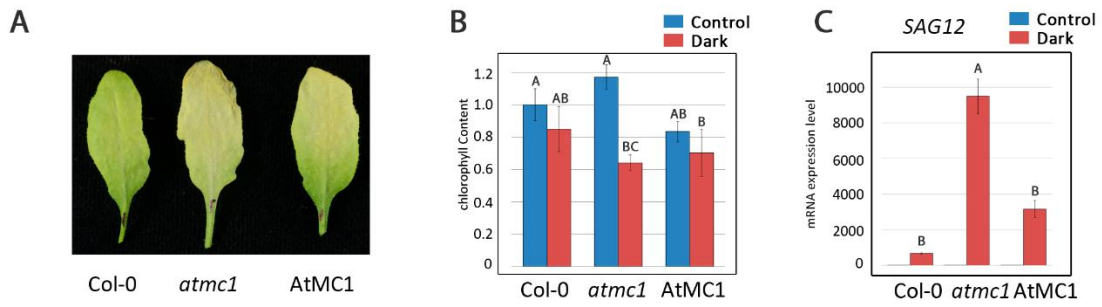 A
Col-0 atmc1 AtMC1
B
Control
Dark
chlorophyll Content
1.2
1.0
0.8
0.6
0.4
0.2
0
A
AB
A
BC
AB
B
Col-0 atmc1 AtMC1
C
SAG12
Control
Dark
mRNA expression level
10000
8000
6000
4000
2000
0
B
A
B
Col-0 atmc1 AtMC1